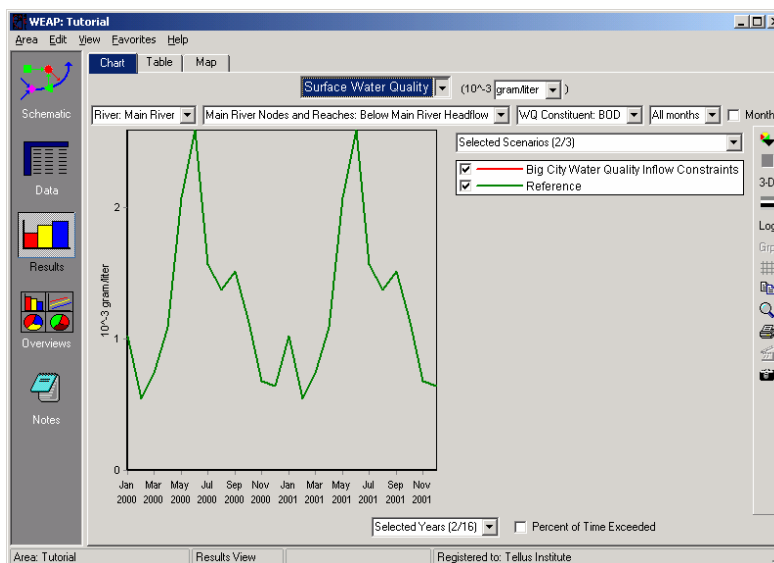 WEAP: Tutorial
Area Edit View Favorites Help
Chart Table Map
Surface Water Quality (10^-3 gram/liter )
River: Main River Main River Nodes and Reaches: Below Main River Headflow WQ Constituent: BOD All months Month
Selected Scenarios (2/3)
Big City Water Quality Inflow Constraints
Reference
Schematic
Data
Results
Overviews
Notes
3-D
Log
Grp
2
1
0
10^-3 gram/liter
Jan Mar May Jul Sep Nov Jan Mar May Jul Sep Nov
2000 2000 2000 2000 2000 2000 2001 2001 2001 2001 2001 2001
Selected Years (2/16) Percent of Time Exceeded
Area: Tutorial Results View Registered to: Tellus Institute